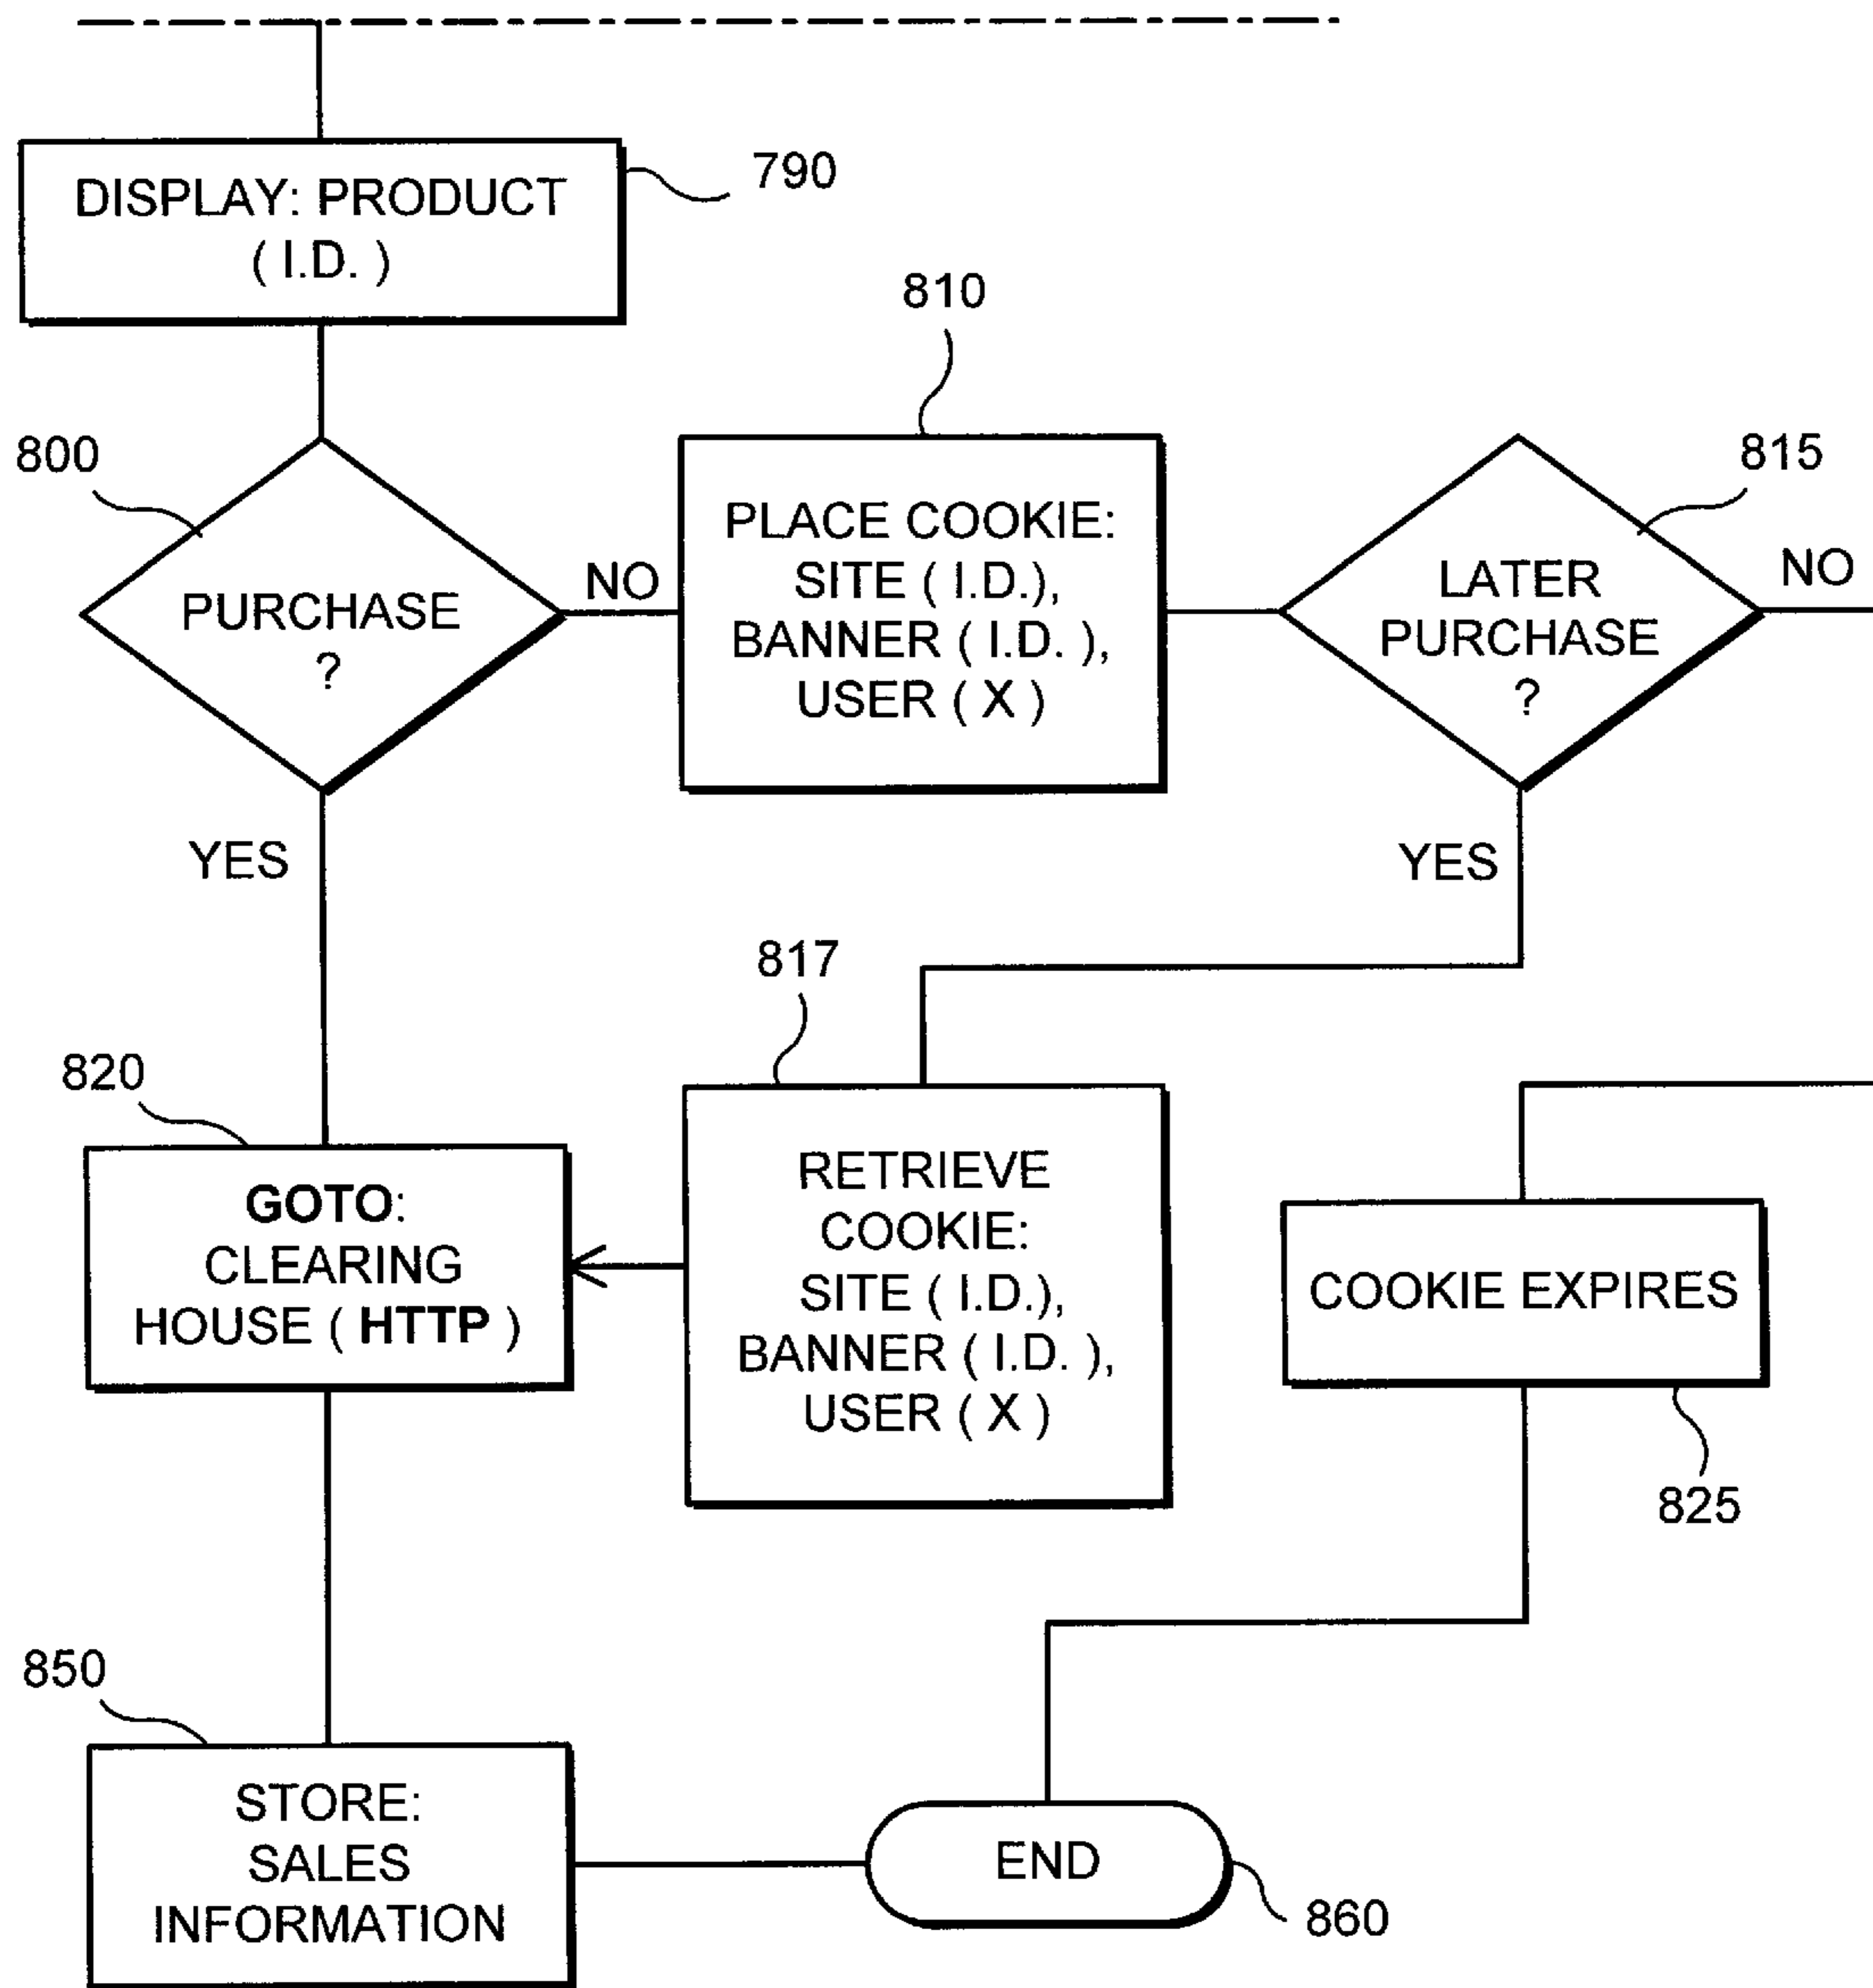 790
DISPLAY: PRODUCT
( I.D. )
810
800
815
PLACE COOKIE:
SITE ( I.D.),
BANNER ( I.D. ),
USER ( X )
NO
PURCHASE
?
LATER
PURCHASE
?
NO
YES
YES
817
820
GOTO:
CLEARING
HOUSE ( HTTP )
RETRIEVE
COOKIE:
SITE ( I.D.),
BANNER ( I.D. ),
USER ( X )
COOKIE EXPIRES
825
850
STORE:
SALES
INFORMATION
END
860